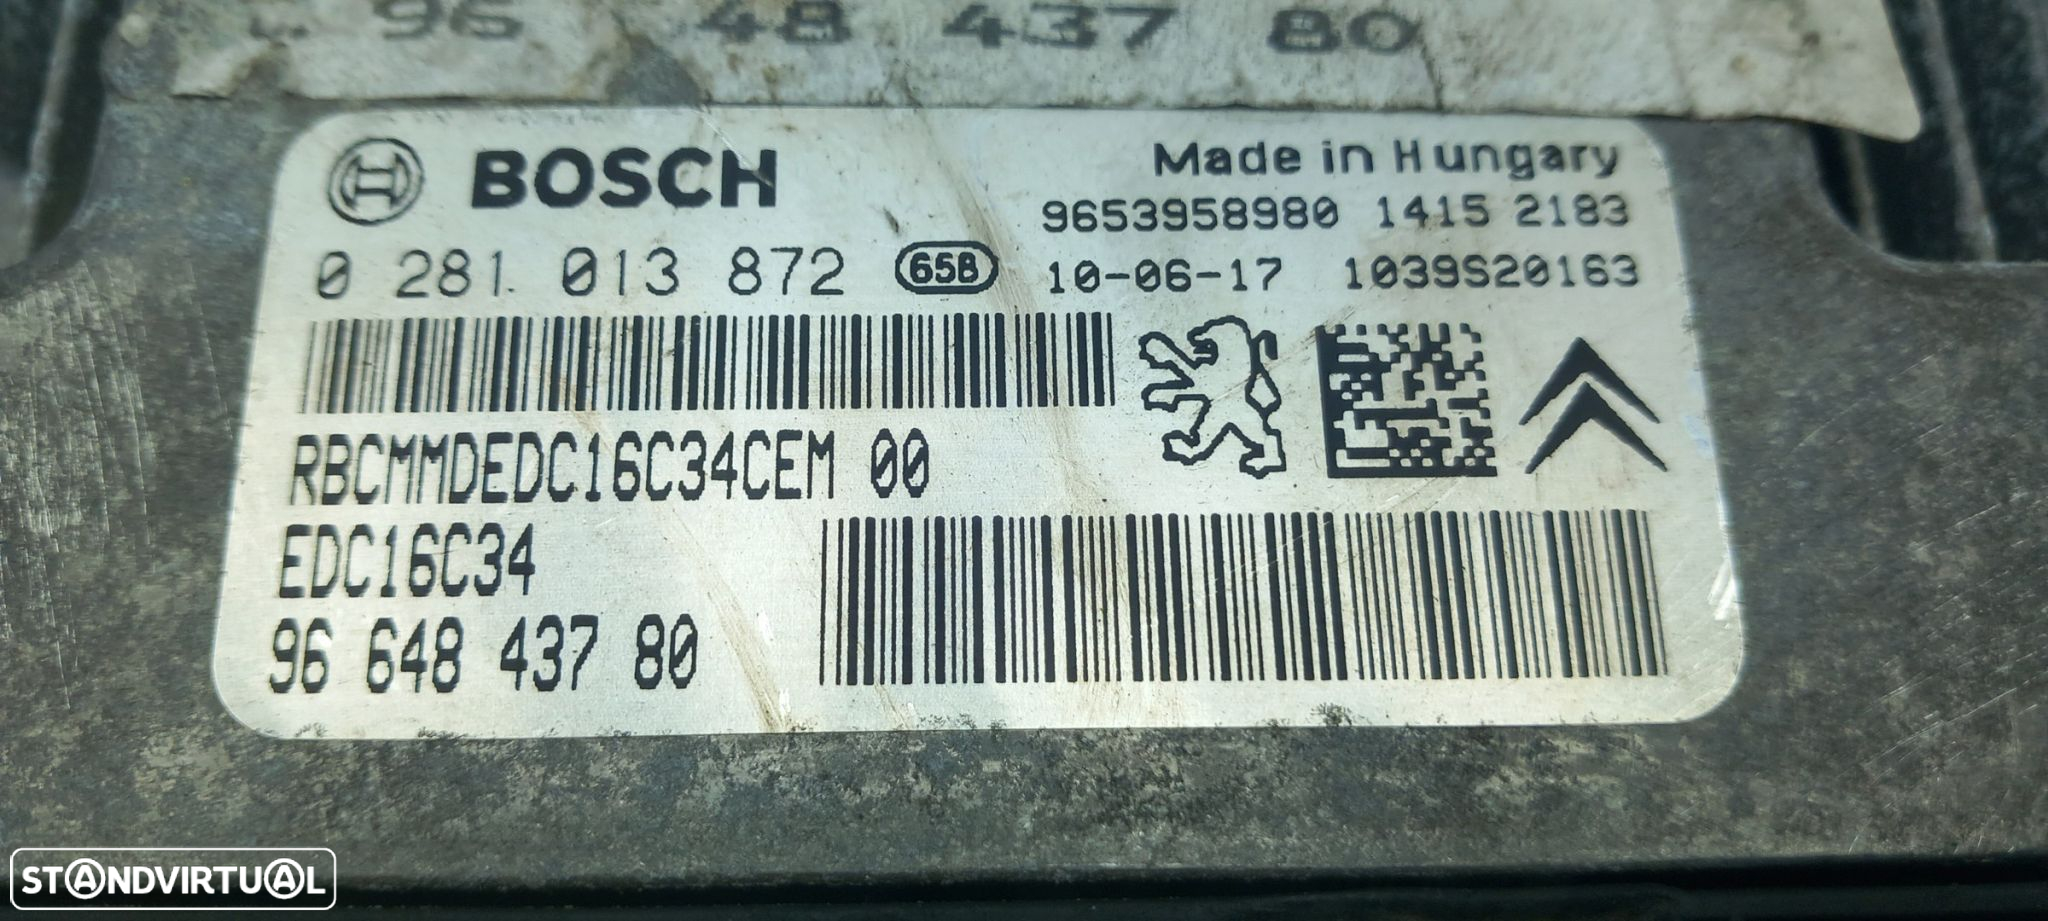 96 48 437 80
BOSCH
Made in Hungary
9653958980 1415 2183
0 281 013 872 65B 10-06-17 1039S20163
RBCMMDEDC16C34CEM 00
EDC16C34
96 648 437 80
STANDVIRTUAL